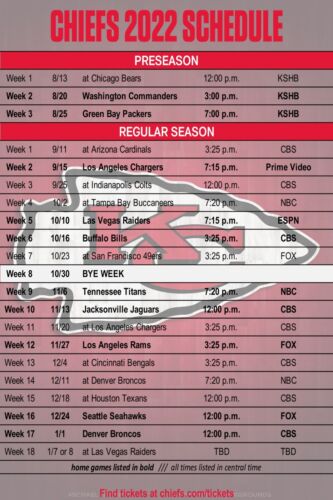 CHIEFS 2022 SCHEDULE
PRESEASON
Week 1 8/13 at Chicago Bears 12:00 p.m. KSHB
Week 2 8/20 Washington Commanders 3:00 p.m. KSHB
Week 3 8/25 Green Bay Packers 7:00 p.m. KSHB
REGULAR SEASON
Week 1 9/11 at Arizona Cardinals 3:25 p.m. CBS
Week 2 9/15 Los Angeles Chargers 7:15 p.m. Prime Video
Week 3 9/25 at Indianapolis Colts 12:00 p.m. CBS
Week 4 10/2 at Tampa Bay Buccaneers 7:20 p.m. NBC
Week 5 10/10 Las Vegas Raiders 7:15 p.m. ESPN
Week 6 10/16 Buffalo Bills 3:25 p.m. CBS
Week 7 10/23 at San Francisco 49ers 3:25 p.m. FOX
Week 8 10/30 BYE WEEK
Week 9 11/6 Tennessee Titans 7:20 p.m. NBC
Week 10 11/13 Jacksonville Jaguars 12:00 p.m. CBS
Week 11 11/20 at Los Angeles Chargers 3:25 p.m. CBS
Week 12 11/27 Los Angeles Rams 3:25 p.m. FOX
Week 13 12/4 at Cincinnati Bengals 3:25 p.m. CBS
Week 14 12/11 at Denver Broncos 7:20 p.m. NBC
Week 15 12/18 at Houston Texans 12:00 p.m. CBS
Week 16 12/24 Seattle Seahawks 12:00 p.m. FOX
Week 17 1/1 Denver Broncos 12:00 p.m. CBS
Week 18 1/7 or 8 at Las Vegas Raiders TBD TBD
home games listed in bold /// all times listed in central time
Find tickets at chiefs.com/tickets